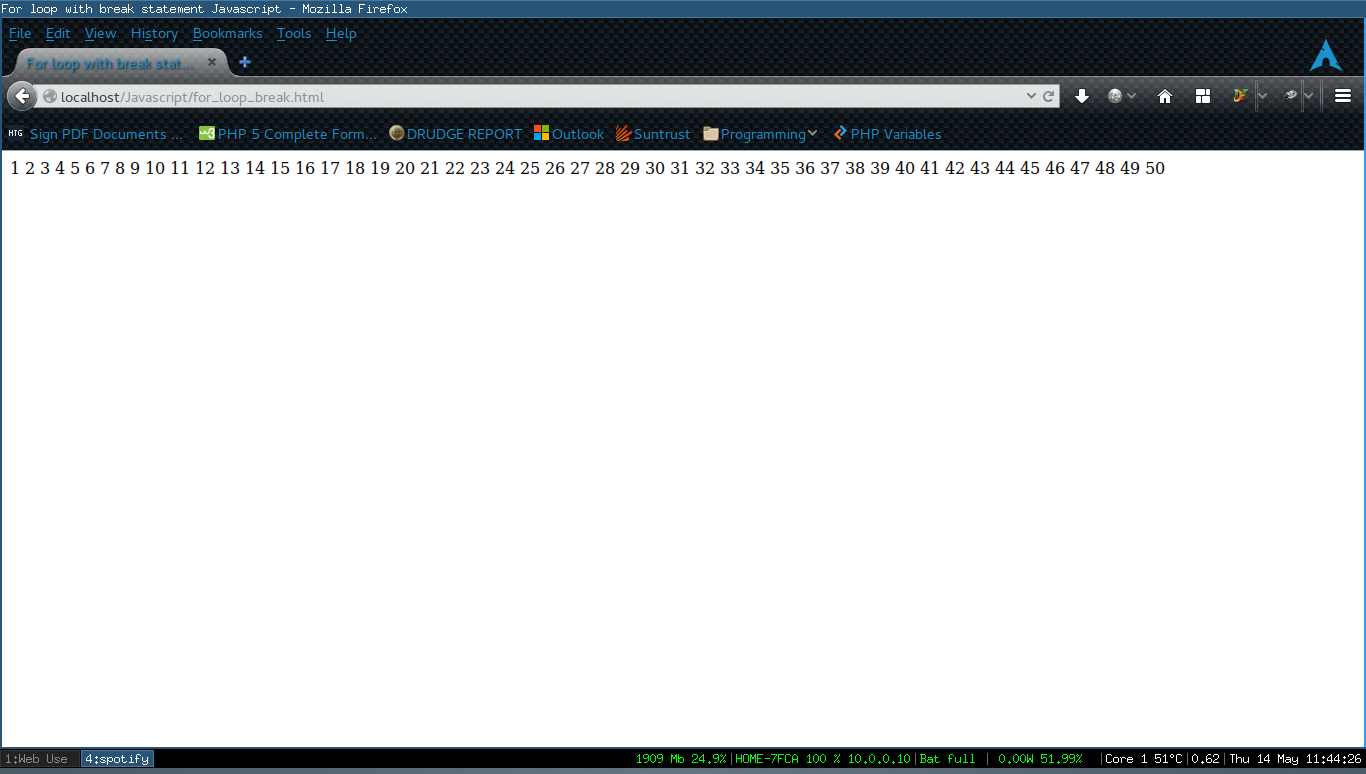 For loop with break statement Javascript - Mozilla Firefox
File Edit View History Bookmarks Tools Help
For loop with break stat...
localhost/Javascript/for_loop_break.html
HTG Sign PDF Documents ... PHP 5 Complete Form... DRUDGE REPORT Outlook Suntrust Programming PHP Variables
1 2 3 4 5 6 7 8 9 10 11 12 13 14 15 16 17 18 19 20 21 22 23 24 25 26 27 28 29 30 31 32 33 34 35 36 37 38 39 40 41 42 43 44 45 46 47 48 49 50
1:Web Use 4:spotify 1909 Mb 24.9%|HOME-7FCA 100 % 10.0.0.10|Bat full | 0.00W 51.99% |Core 1 51°C|0.62|Thu 14 May 11:44:26